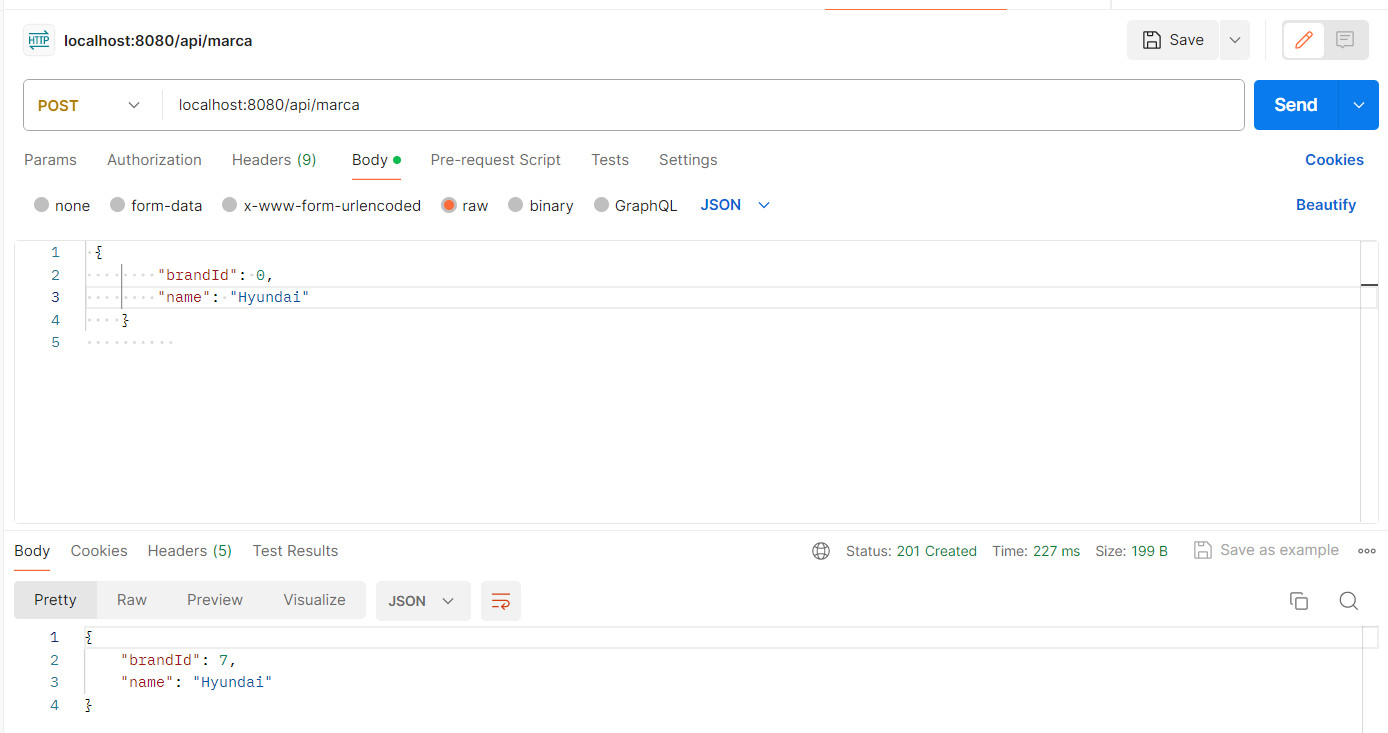 HTTP localhost:8080/api/marca Save
POST localhost:8080/api/marca Send
Params Authorization Headers (9) Body Pre-request Script Tests Settings Cookies
none form-data x-www-form-urlencoded raw binary GraphQL JSON Beautify
1 {
2 "brandId": 0,
3 "name": "Hyundai"
4 }
5
Body Cookies Headers (5) Test Results Status: 201 Created Time: 227 ms Size: 199 B Save as example
Pretty Raw Preview Visualize JSON
1 {
2 "brandId": 7,
3 "name": "Hyundai"
4 }